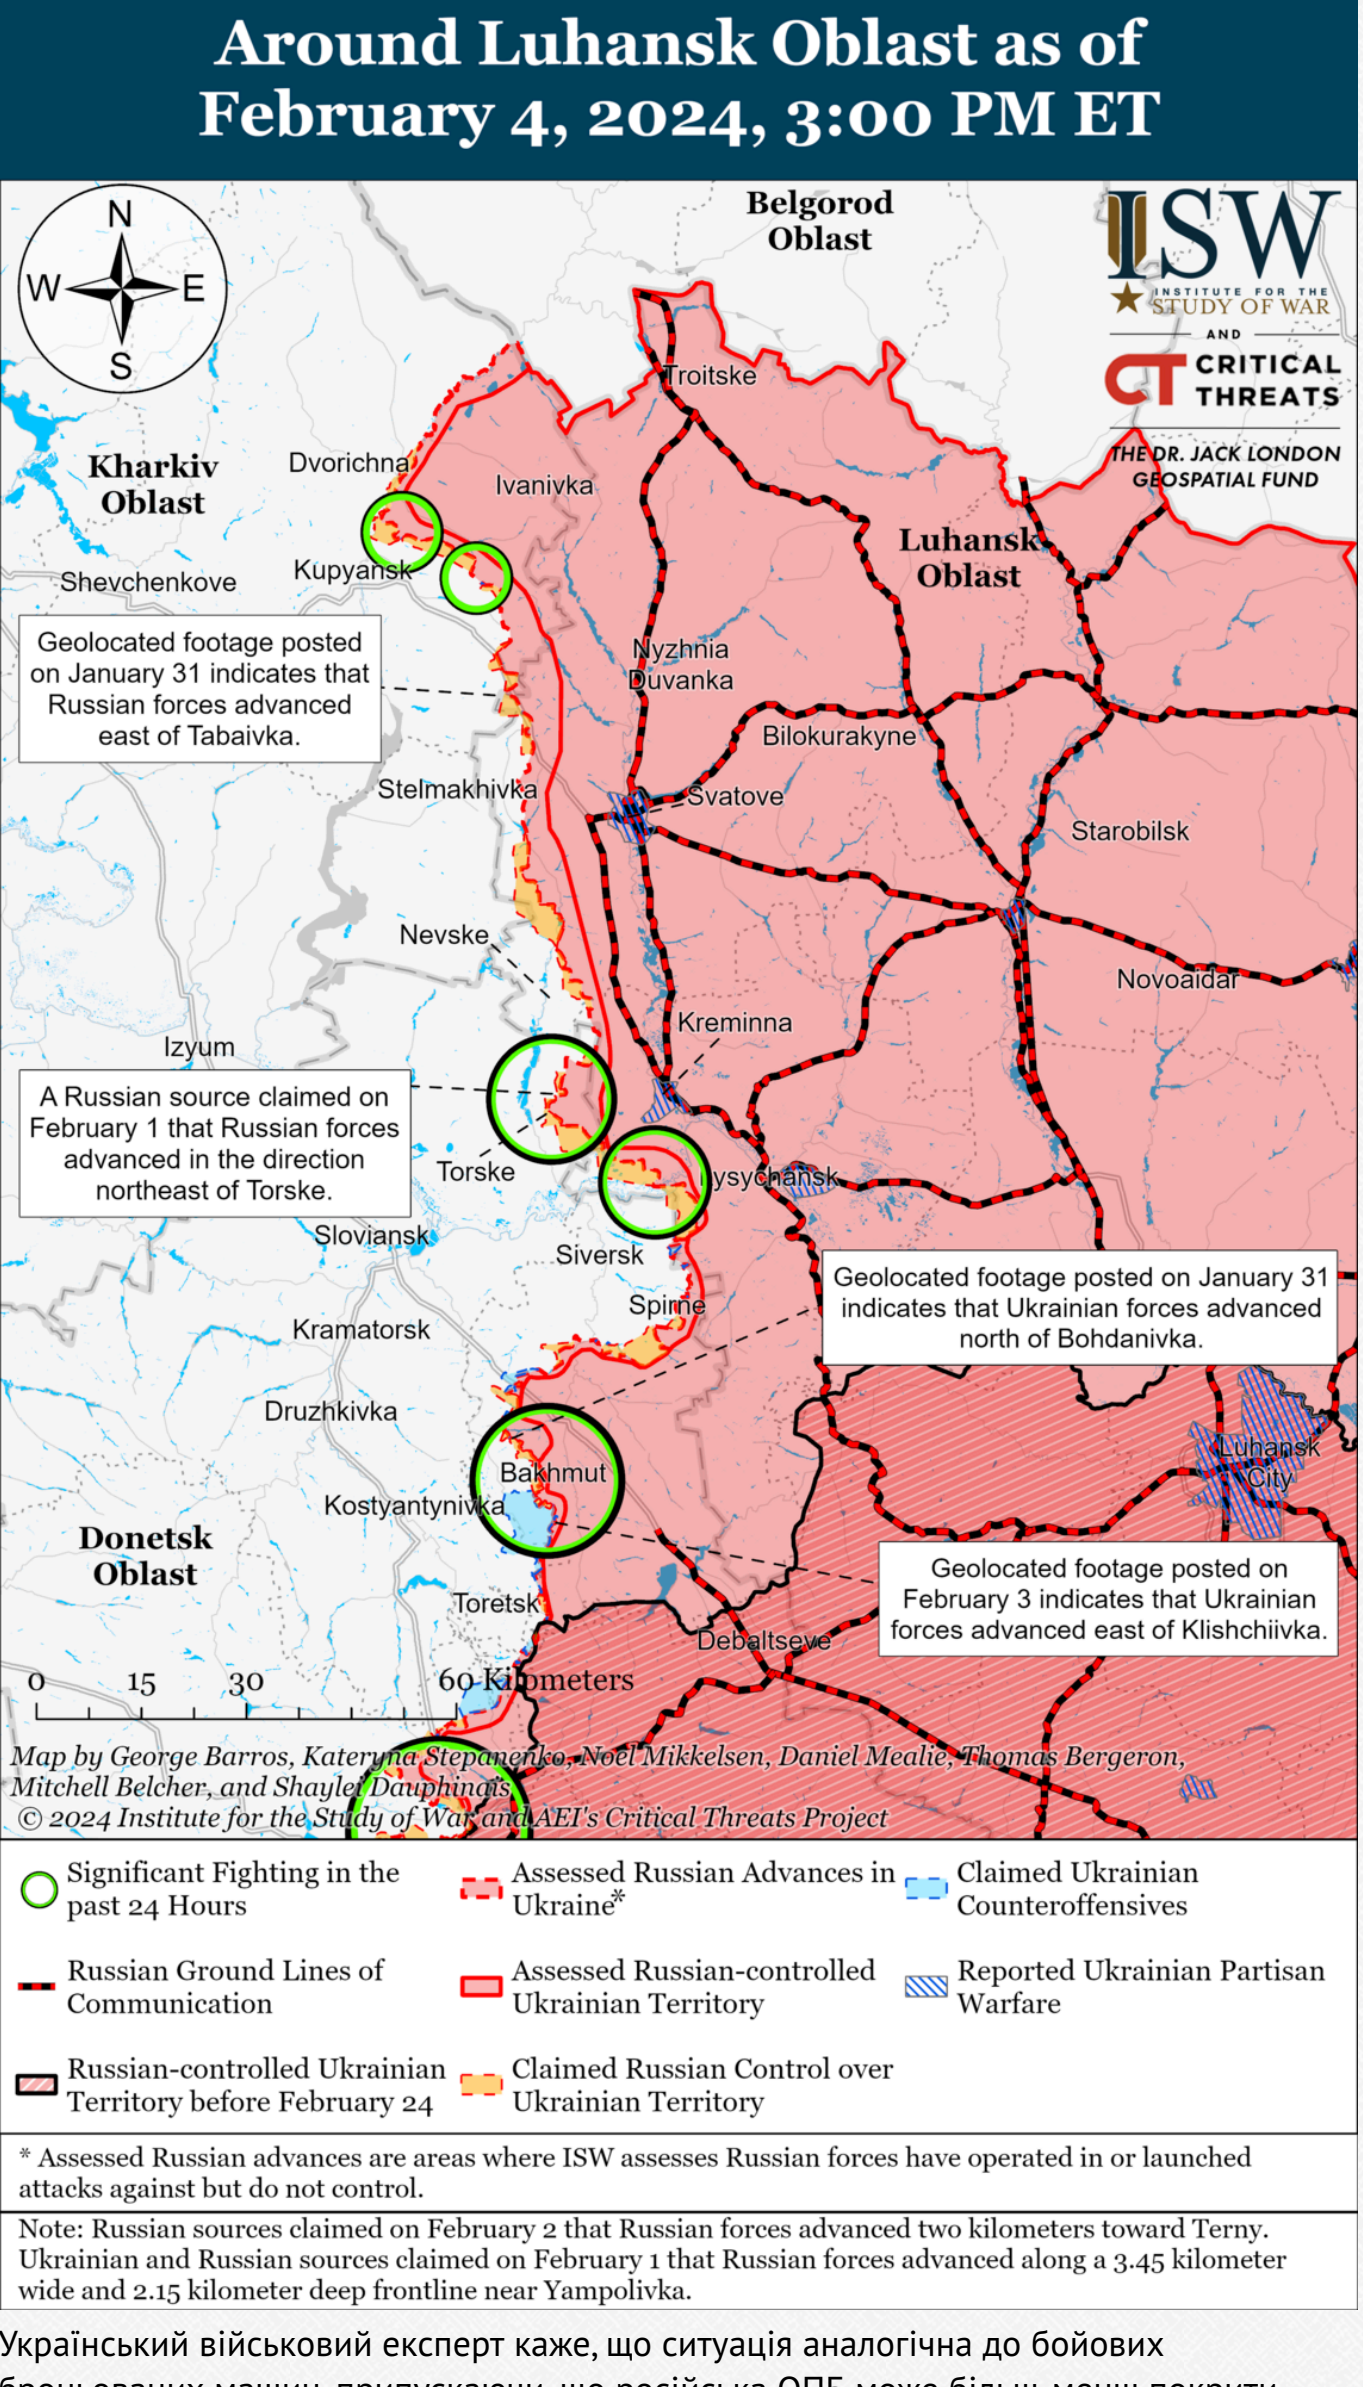 Around Luhansk Oblast as of
February 4, 2024, 3:00 PM ET
N
W
E
S
Belgorod
Oblast
ISW
INSTITUTE FOR THE
STUDY OF WAR
AND
CT CRITICAL
THREATS
THE DR. JACK LONDON
GEOSPATIAL FUND
Troitske
Kharkiv
Oblast
Dvorichna
Ivanivka
Luhansk
Oblast
Kupyansk
Shevchenkove
Geolocated footage posted
on January 31 indicates that
Russian forces advanced
east of Tabaivka.
Nyzhnia
Duvanka
Bilokurakyne
Stelmakhivka
Svatove
Starobilsk
Nevske
Novoaidar
Kreminna
Izyum
A Russian source claimed on
February 1 that Russian forces
advanced in the direction
northeast of Torske.
Torske
Lysychansk
Sloviansk
Siversk
Geolocated footage posted on January 31
indicates that Ukrainian forces advanced
north of Bohdanivka.
Spirne
Kramatorsk
Druzhkivka
Luhansk
City
Bakhmut
Kostyantynivka
Donetsk
Oblast
Geolocated footage posted on
February 3 indicates that Ukrainian
forces advanced east of Klishchiivka.
Toretsk
Debaltseve
0 15 30 60 Kilometers
Map by George Barros, Kateryna Stepanenko, Noel Mikkelsen, Daniel Mealie, Thomas Bergeron,
Mitchell Belcher, and Shaylei Dauphinais
© 2024 Institute for the Study of War and AEI's Critical Threats Project
Significant Fighting in the
past 24 Hours
Assessed Russian Advances in
Ukraine*
Claimed Ukrainian
Counteroffensives
Russian Ground Lines of
Communication
Assessed Russian-controlled
Ukrainian Territory
Reported Ukrainian Partisan
Warfare
Russian-controlled Ukrainian
Territory before February 24
Claimed Russian Control over
Ukrainian Territory
* Assessed Russian advances are areas where ISW assesses Russian forces have operated in or launched
attacks against but do not control.
Note: Russian sources claimed on February 2 that Russian forces advanced two kilometers toward Terny.
Ukrainian and Russian sources claimed on February 1 that Russian forces advanced along a 3.45 kilometer
wide and 2.15 kilometer deep frontline near Yampolivka.
Український військовий експерт каже, що ситуація аналогічна до бойових